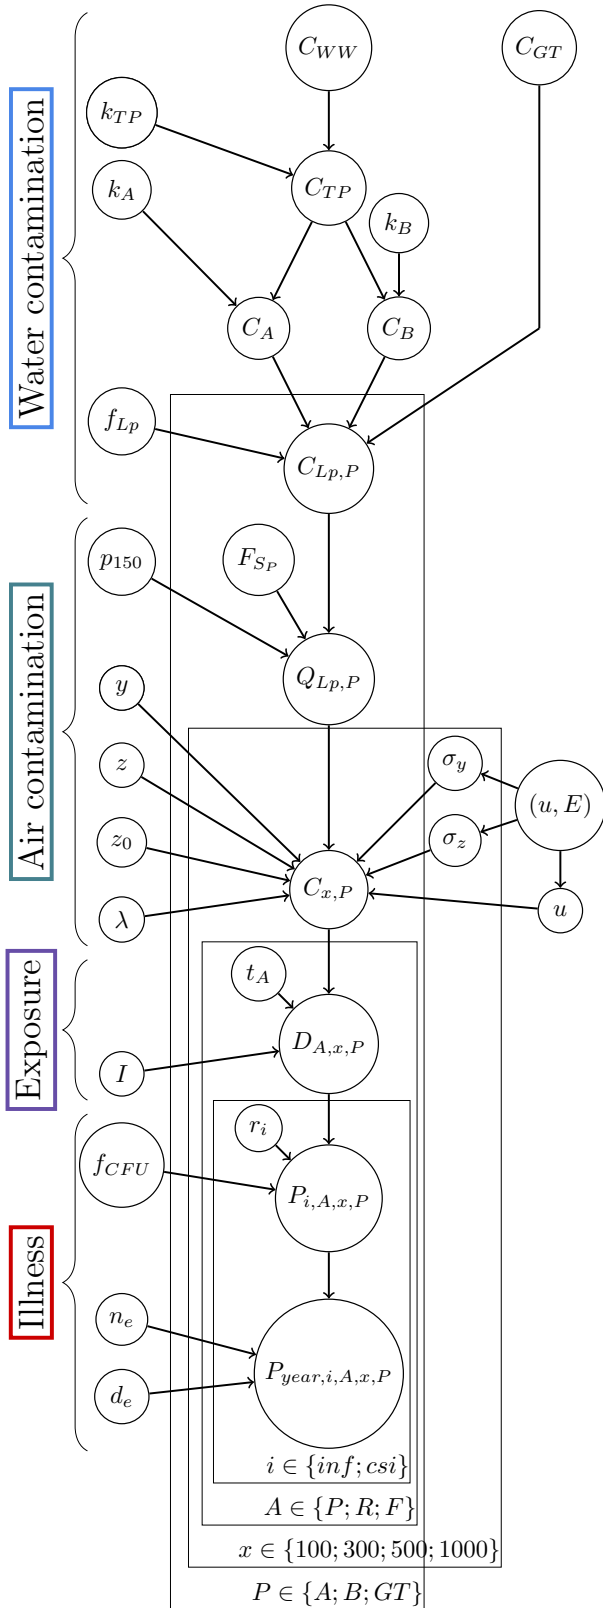 Water contamination
C_{WW}
C_{GT}
k_{TP}
C_{TP}
k_A
k_B
C_A
C_B
f_{Lp}
C_{Lp,P}
Air contamination
p_{150}
F_{S_P}
Q_{Lp,P}
y
z
σ_y
(u, E)
z_0
σ_z
C_{x,P}
λ
u
Exposure
t_A
D_{A,x,P}
I
Illness
r_i
f_{CFU}
P_{i,A,x,P}
n_e
P_{year,i,A,x,P}
d_e
i ∈ {inf; csi}
A ∈ {P; R; F}
x ∈ {100; 300; 500; 1000}
P ∈ {A; B; GT}